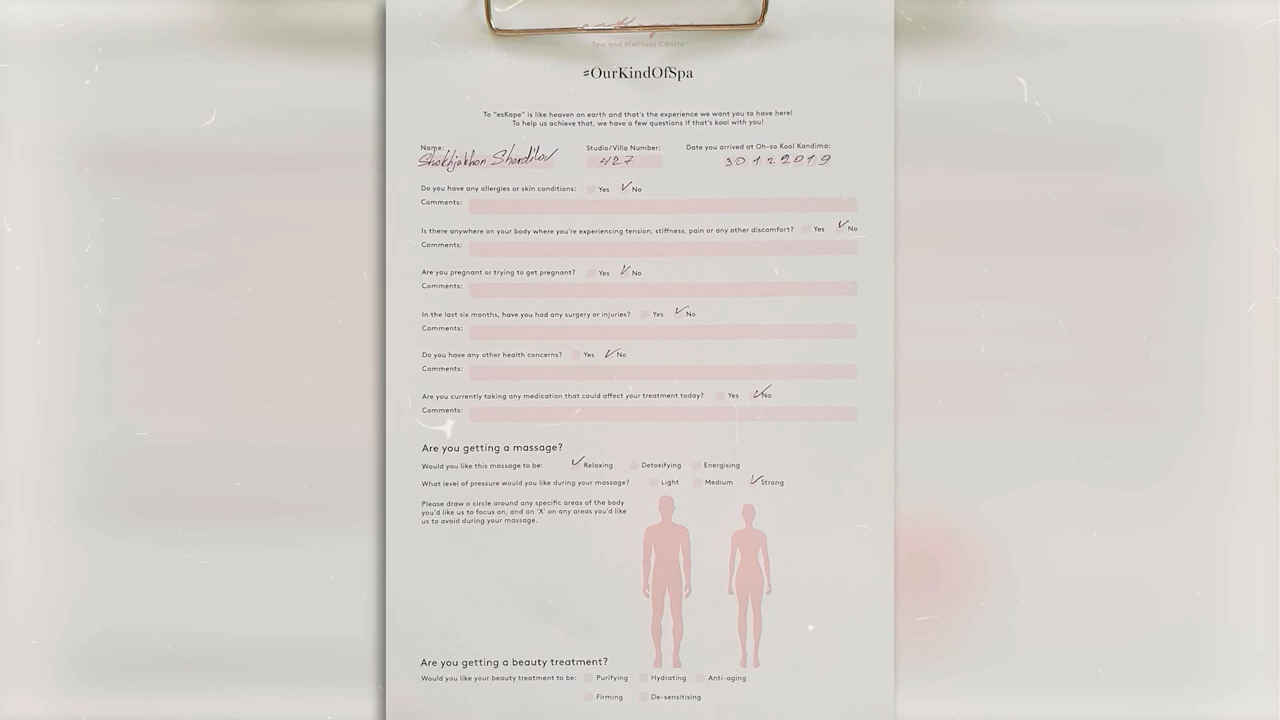 Spa and Wellness Centre
#OurKindOfSpa
To "esKape" is like heaven on earth and that's the experience we want you to have here!
To help us achieve that, we have a few questions if that's kool with you!
Name: Studio/Villa Number: Date you arrived at Oh-so Kool Kandima:
427 30122019
Do you have any allergies or skin conditions: Yes No
Comments:
Is there anywhere on your body where you're experiencing tension, stiffness, pain or any other discomfort? Yes No
Comments:
Are you pregnant or trying to get pregnant? Yes No
Comments:
In the last six months, have you had any surgery or injuries? Yes No
Comments:
Do you have any other health concerns? Yes No
Comments:
Are you currently taking any medication that could affect your treatment today? Yes No
Comments:
Are you getting a massage?
Would you like this massage to be: Relaxing Detoxifying Energising
What level of pressure would you like during your massage? Light Medium Strong
Please draw a circle around any specific areas of the body
you'd like us to focus on, and an 'X' on any areas you'd like
us to avoid during your massage.
Are you getting a beauty treatment?
Would you like your beauty treatment to be: Purifying Hydrating Anti-aging
Firming De-sensitising